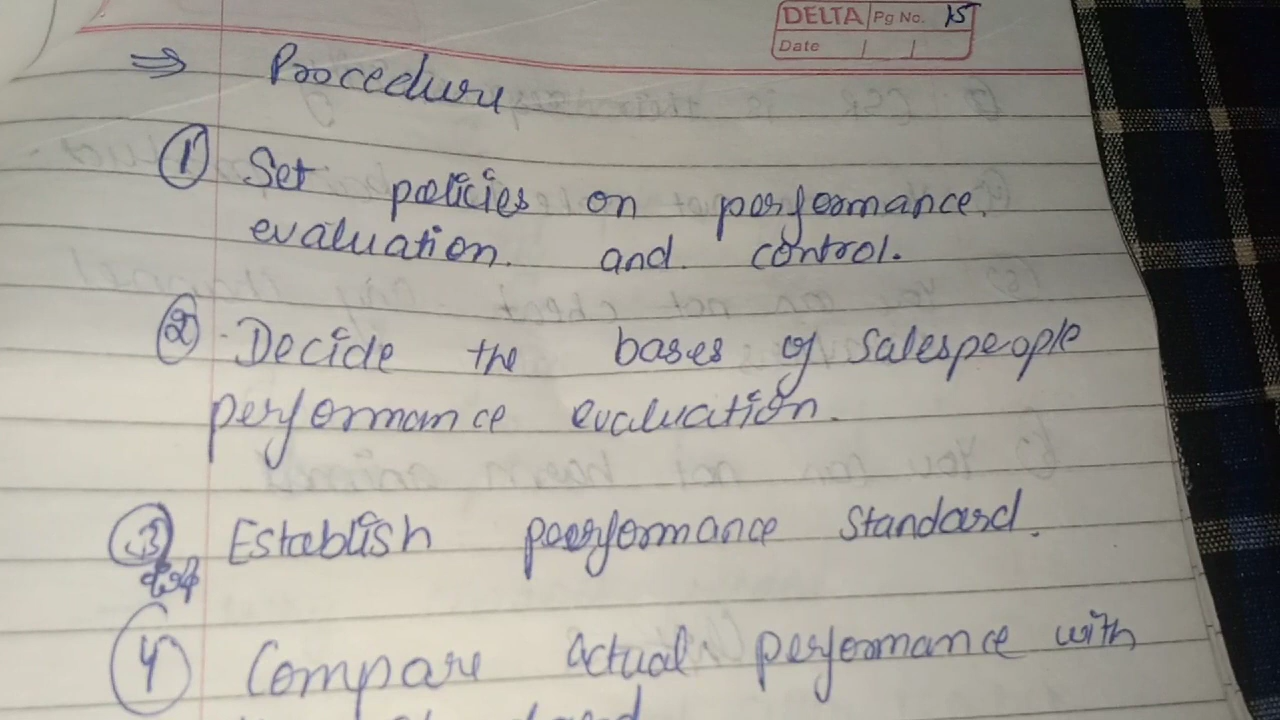 DELTA Pg No. 15
Date
⇒ Procedure
① Set policies on performance
evaluation and control.
② Decide the bases of salespeople
performance evaluation.
③ Establish performance Standard.
④ Compare actual performance with